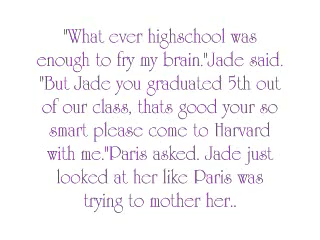 "What ever highschool was
enough to fry my brain."Jade said.
"But Jade you graduated 5th out
of our class, thats good your so
smart please come to Harvard
with me."Paris asked. Jade just
looked at her like Paris was
trying to mother her..